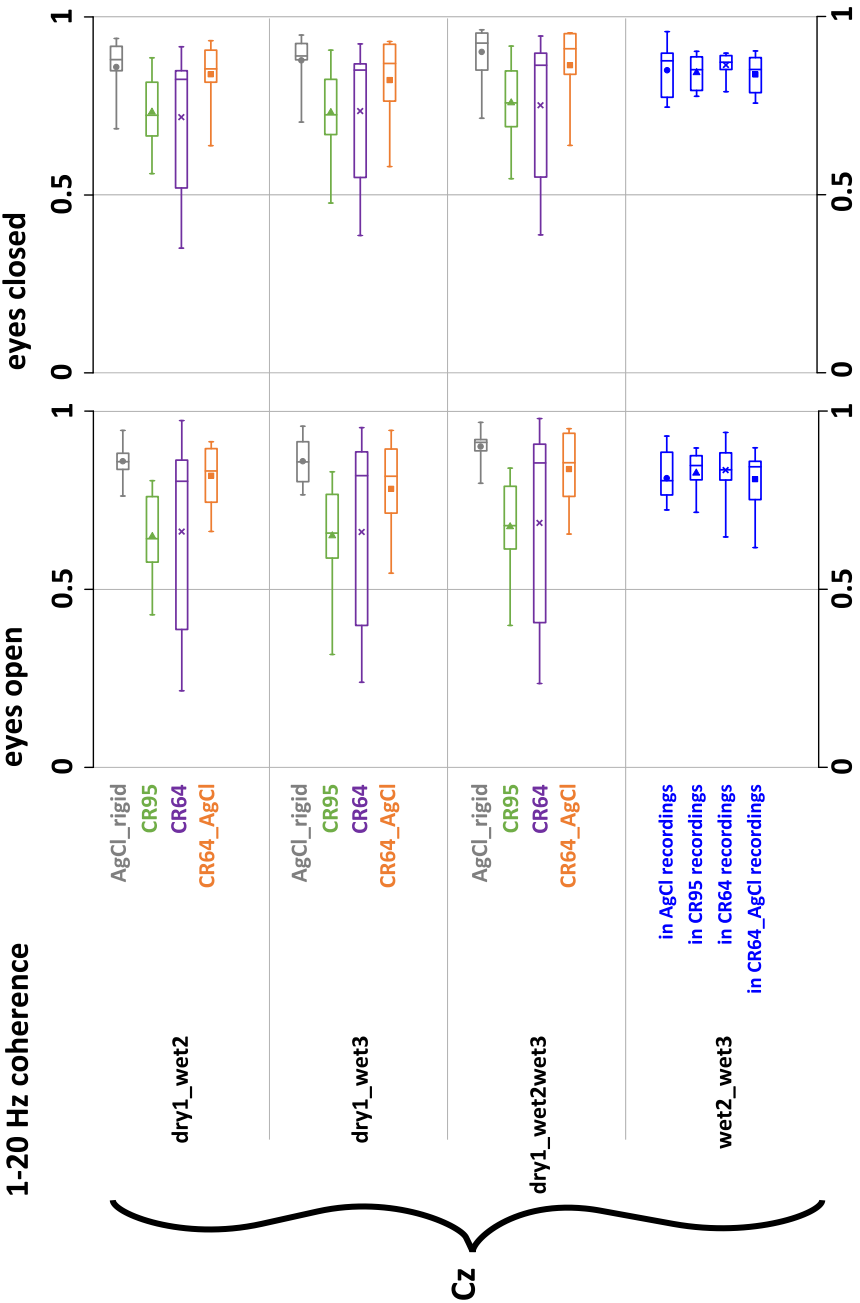 1-20 Hz coherence
eyes open
eyes closed
0
0.5
1
0
0.5
1
Cz
dry1_wet2
AgCl_rigid
CR95
CR64
CR64_AgCl
dry1_wet3
AgCl_rigid
CR95
CR64
CR64_AgCl
dry1_wet2wet3
AgCl_rigid
CR95
CR64
CR64_AgCl
wet2_wet3
in AgCl recordings
in CR95 recordings
in CR64 recordings
in CR64_AgCl recordings
0
0.5
1
0
0.5
1